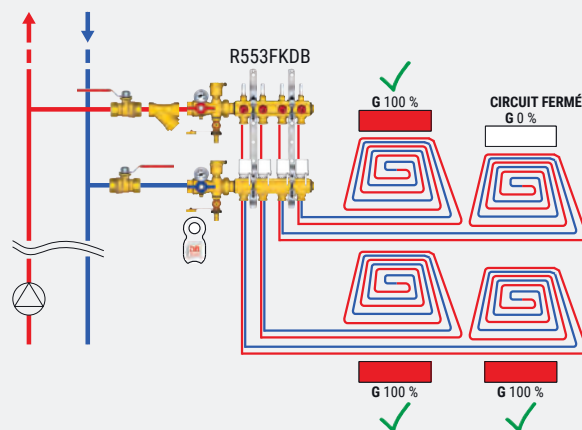 R553FKDB
G 100 %
CIRCUIT FERMÉ
G 0 %
G 100 %
G 100 %